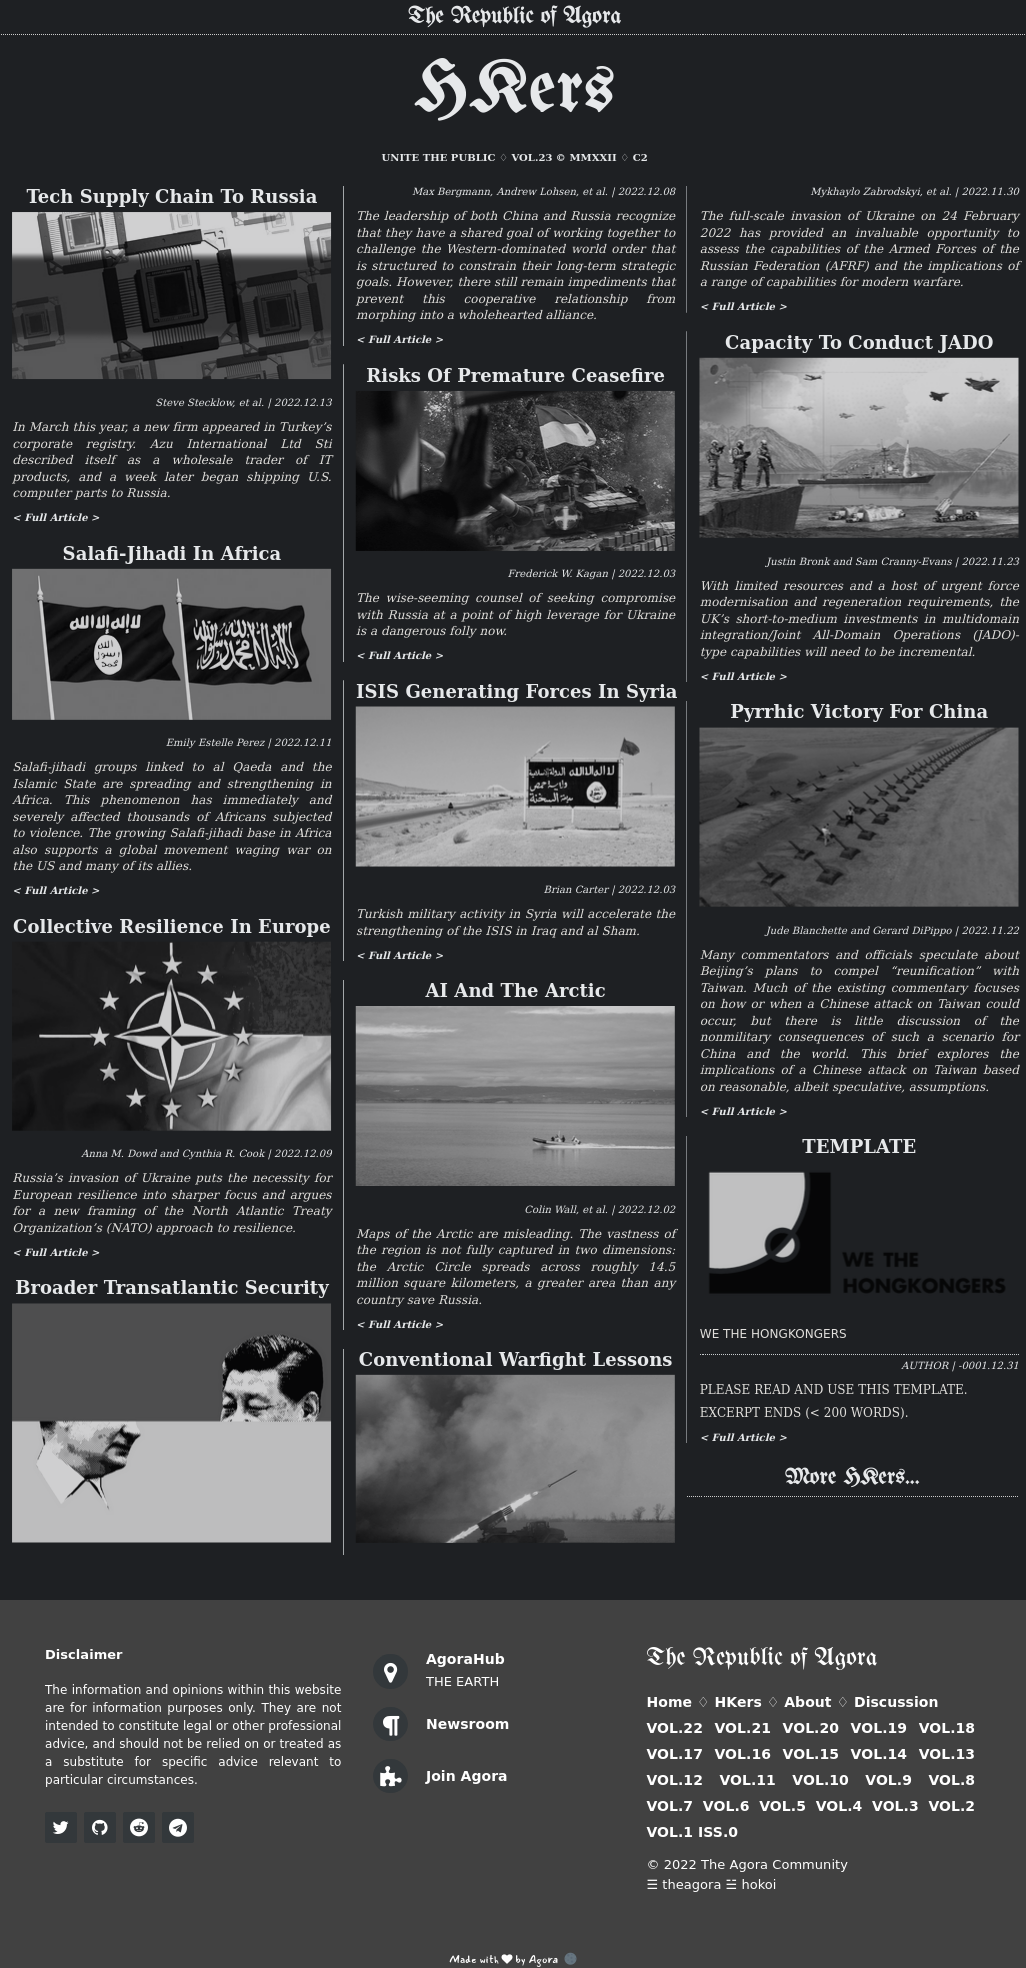 The Republic of Agora
HKers
UNITE THE PUBLIC ♢ VOL.23 © MMXXII ♢ C2
Tech Supply Chain To Russia
Steve Stecklow, et al. | 2022.12.13
In March this year, a new firm appeared in Turkey’s
corporate registry. Azu International Ltd Sti
described itself as a wholesale trader of IT
products, and a week later began shipping U.S.
computer parts to Russia.
< Full Article >
Salafi-Jihadi In Africa
لا إله إلا الله
الله
رسول
محمد
لا إله إلا الله محمد رسول الله
Emily Estelle Perez | 2022.12.11
Salafi-jihadi groups linked to al Qaeda and the
Islamic State are spreading and strengthening in
Africa. This phenomenon has immediately and
severely affected thousands of Africans subjected
to violence. The growing Salafi-jihadi base in Africa
also supports a global movement waging war on
the US and many of its allies.
< Full Article >
Collective Resilience In Europe
Anna M. Dowd and Cynthia R. Cook | 2022.12.09
Russia’s invasion of Ukraine puts the necessity for
European resilience into sharper focus and argues
for a new framing of the North Atlantic Treaty
Organization’s (NATO) approach to resilience.
< Full Article >
Broader Transatlantic Security
Max Bergmann, Andrew Lohsen, et al. | 2022.12.08
The leadership of both China and Russia recognize
that they have a shared goal of working together to
challenge the Western-dominated world order that
is structured to constrain their long-term strategic
goals. However, there still remain impediments that
prevent this cooperative relationship from
morphing into a wholehearted alliance.
< Full Article >
Risks Of Premature Ceasefire
Frederick W. Kagan | 2022.12.03
The wise-seeming counsel of seeking compromise
with Russia at a point of high leverage for Ukraine
is a dangerous folly now.
< Full Article >
ISIS Generating Forces In Syria
لا اله الا الله الدولة الإسلامية
Brian Carter | 2022.12.03
Turkish military activity in Syria will accelerate the
strengthening of the ISIS in Iraq and al Sham.
< Full Article >
AI And The Arctic
Colin Wall, et al. | 2022.12.02
Maps of the Arctic are misleading. The vastness of
the region is not fully captured in two dimensions:
the Arctic Circle spreads across roughly 14.5
million square kilometers, a greater area than any
country save Russia.
< Full Article >
Conventional Warfight Lessons
Mykhaylo Zabrodskyi, et al. | 2022.11.30
The full-scale invasion of Ukraine on 24 February
2022 has provided an invaluable opportunity to
assess the capabilities of the Armed Forces of the
Russian Federation (AFRF) and the implications of
a range of capabilities for modern warfare.
< Full Article >
Capacity To Conduct JADO
Justin Bronk and Sam Cranny-Evans | 2022.11.23
With limited resources and a host of urgent force
modernisation and regeneration requirements, the
UK’s short-to-medium investments in multidomain
integration/Joint All-Domain Operations (JADO)-
type capabilities will need to be incremental.
< Full Article >
Pyrrhic Victory For China
Jude Blanchette and Gerard DiPippo | 2022.11.22
Many commentators and officials speculate about
Beijing’s plans to compel “reunification” with
Taiwan. Much of the existing commentary focuses
on how or when a Chinese attack on Taiwan could
occur, but there is little discussion of the
nonmilitary consequences of such a scenario for
China and the world. This brief explores the
implications of a Chinese attack on Taiwan based
on reasonable, albeit speculative, assumptions.
< Full Article >
TEMPLATE
WE THE
HONGKONGERS
WE THE HONGKONGERS
AUTHOR | -0001.12.31
PLEASE READ AND USE THIS TEMPLATE.
EXCERPT ENDS (< 200 WORDS).
< Full Article >
More HKers...
Disclaimer
The information and opinions within this website
are for information purposes only. They are not
intended to constitute legal or other professional
advice, and should not be relied on or treated as
a substitute for specific advice relevant to
particular circumstances.
AgoraHub
THE EARTH
Newsroom
Join Agora
The Republic of Agora
Home ♢ HKers ♢ About ♢ Discussion
VOL.22 VOL.21 VOL.20 VOL.19 VOL.18
VOL.17 VOL.16 VOL.15 VOL.14 VOL.13
VOL.12 VOL.11 VOL.10 VOL.9 VOL.8
VOL.7 VOL.6 VOL.5 VOL.4 VOL.3 VOL.2
VOL.1 ISS.0
© 2022 The Agora Community
☰ theagora ☱ hokoi
Made with ♥ by Agora